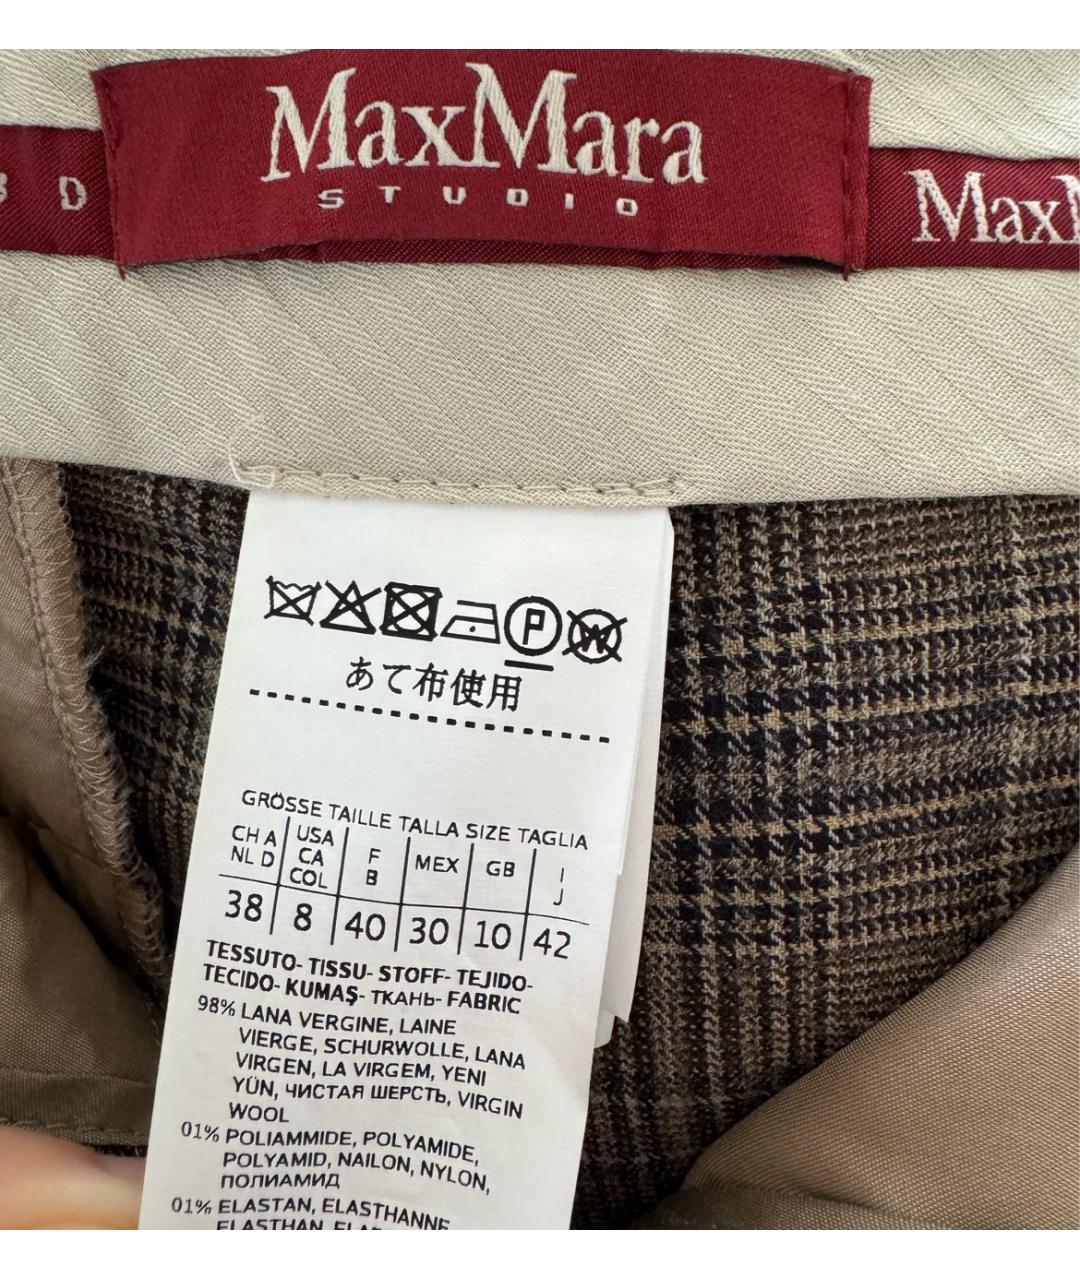 MaxMara
STUDIO
D
Max
P
W
あて布使用
GRÖSSE TAILLE TALLA SIZE TAGLIA
CH A NL D | USA CA COL | F B | MEX | GB | I J
38 | 8 | 40 | 30 | 10 | 42
TESSUTO- TISSU- STOFF- TEJIDO-
TECIDO- KUMAŞ- ТКАНЬ- FABRIC
98% LANA VERGINE, LAINE
VIERGE, SCHURWOLLE, LANA
VIRGEN, LA VIRGEM, YENI
YÜN, ЧИСТАЯ ШЕРСТЬ, VIRGIN
WOOL
01% POLIAMMIDE, POLYAMIDE,
POLYAMID, NAILON, NYLON,
ПОЛИАМИД
01% ELASTAN, ELASTHANNE
ELASTHAN,